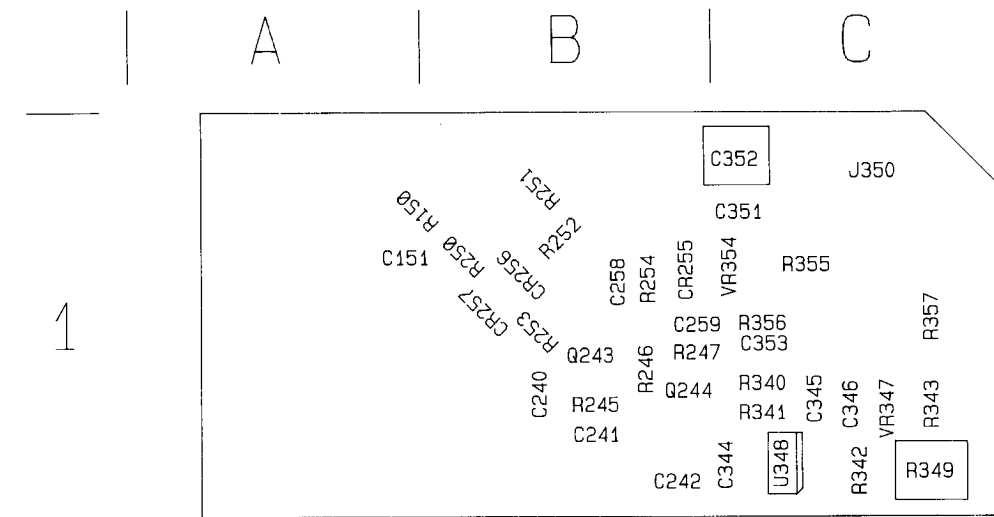 A B C
1
C352
J350
R251
R150
C351
R252
C151
R250
CR256
C258
R254
CR255
VR354
R355
CR257
R253
C259
R356
R357
C353
Q243
R246
R247
C240
Q244
R340
C345
C346
VR347
R343
R245
R341
C241
C344
U348
R342
R349
C242